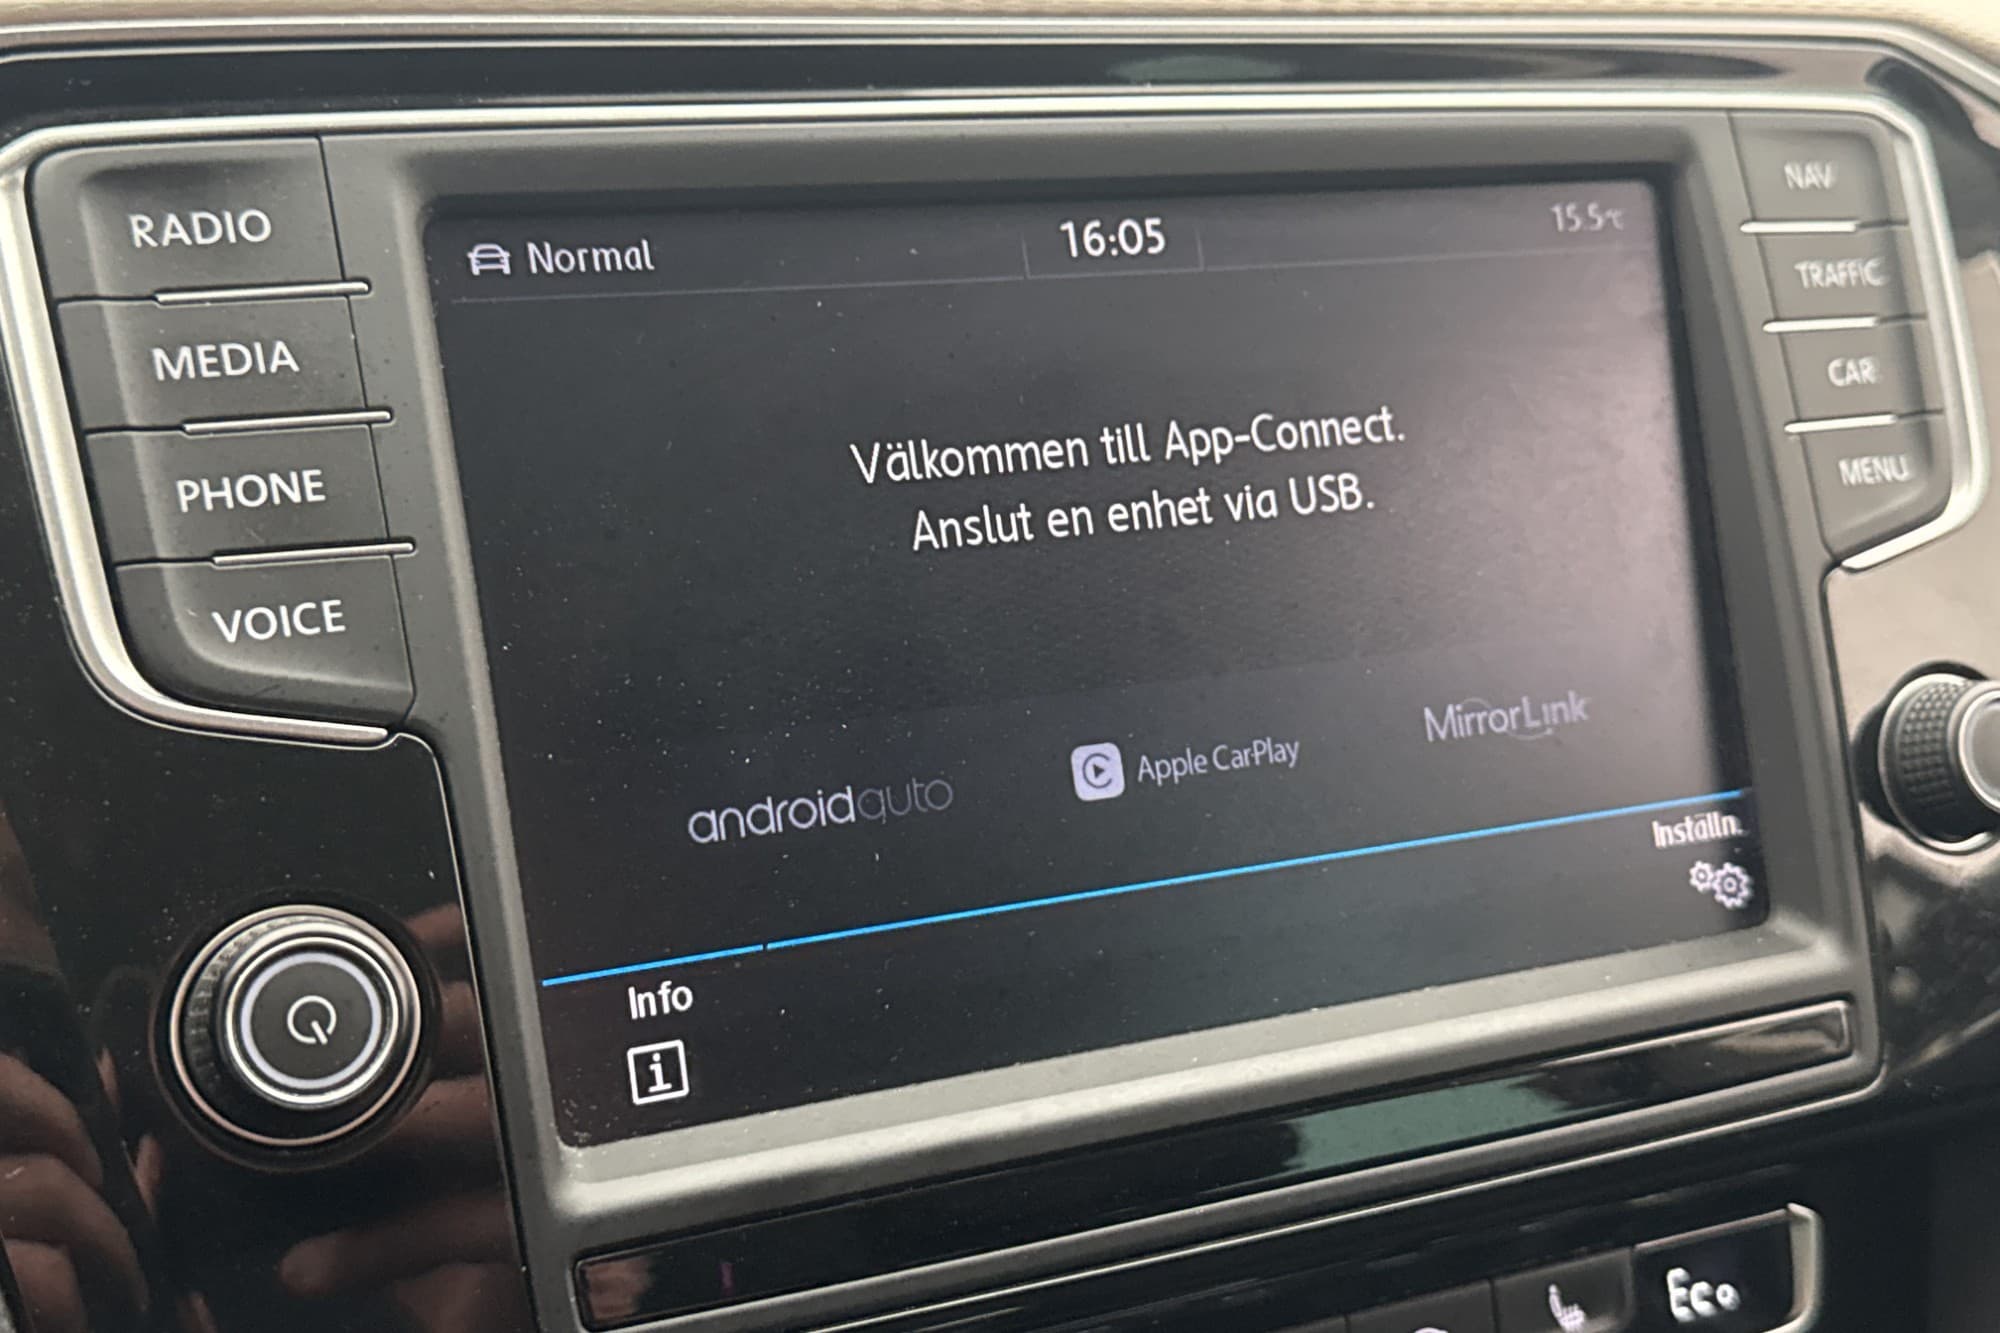 RADIO
MEDIA
PHONE
VOICE
Normal
16:05
15.5°C
Välkommen till App-Connect.
Anslut en enhet via USB.
androidauto
Apple CarPlay
MirrorLink
Info
Inställn.
NAV
TRAFFIC
CAR
MENU
Eco